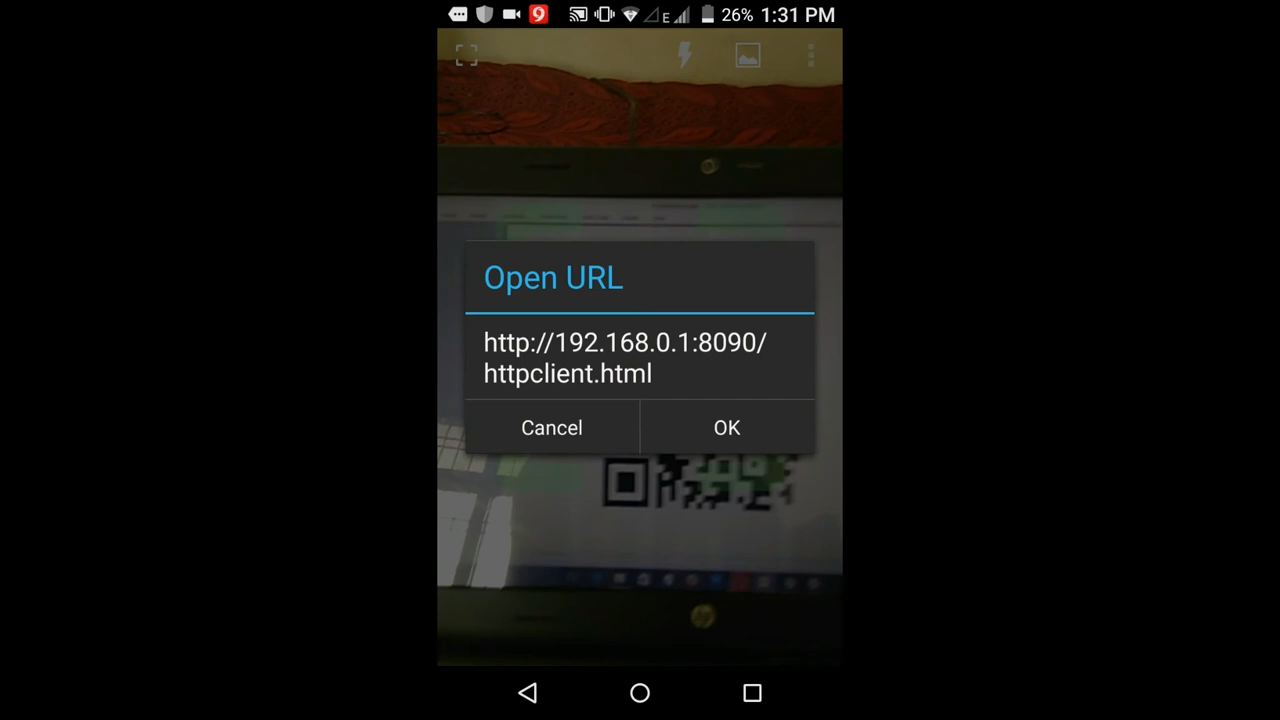 E 26% 1:31 PM
Open URL
http://192.168.0.1:8090/
httpclient.html
Cancel OK